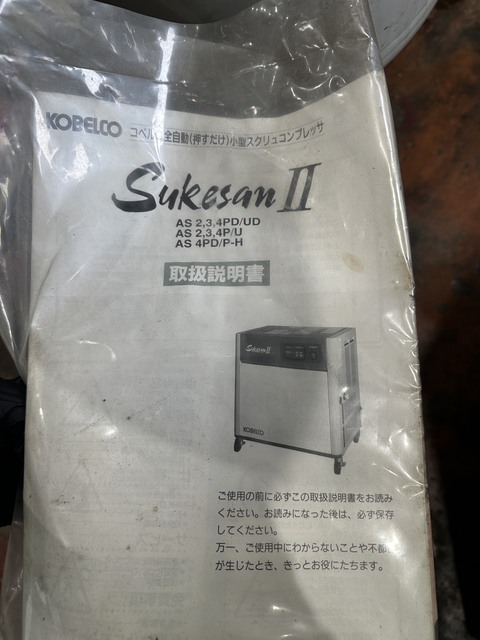 KOBELCO コベルコ 全自動(押すだけ)小型スクリュコンプレッサ
Sukesan II
AS 2,3,4PD/UD
AS 2,3,4P/U
AS 4PD/P-H
取扱説明書
Sukesan II
KOBELCO
ご使用の前に必ずこの取扱説明書をお読み
ください。お読みになった後は、必ず保存
してください。
万一、ご使用中にわからないことや不都
が生じたとき、きっとお役にたちます。